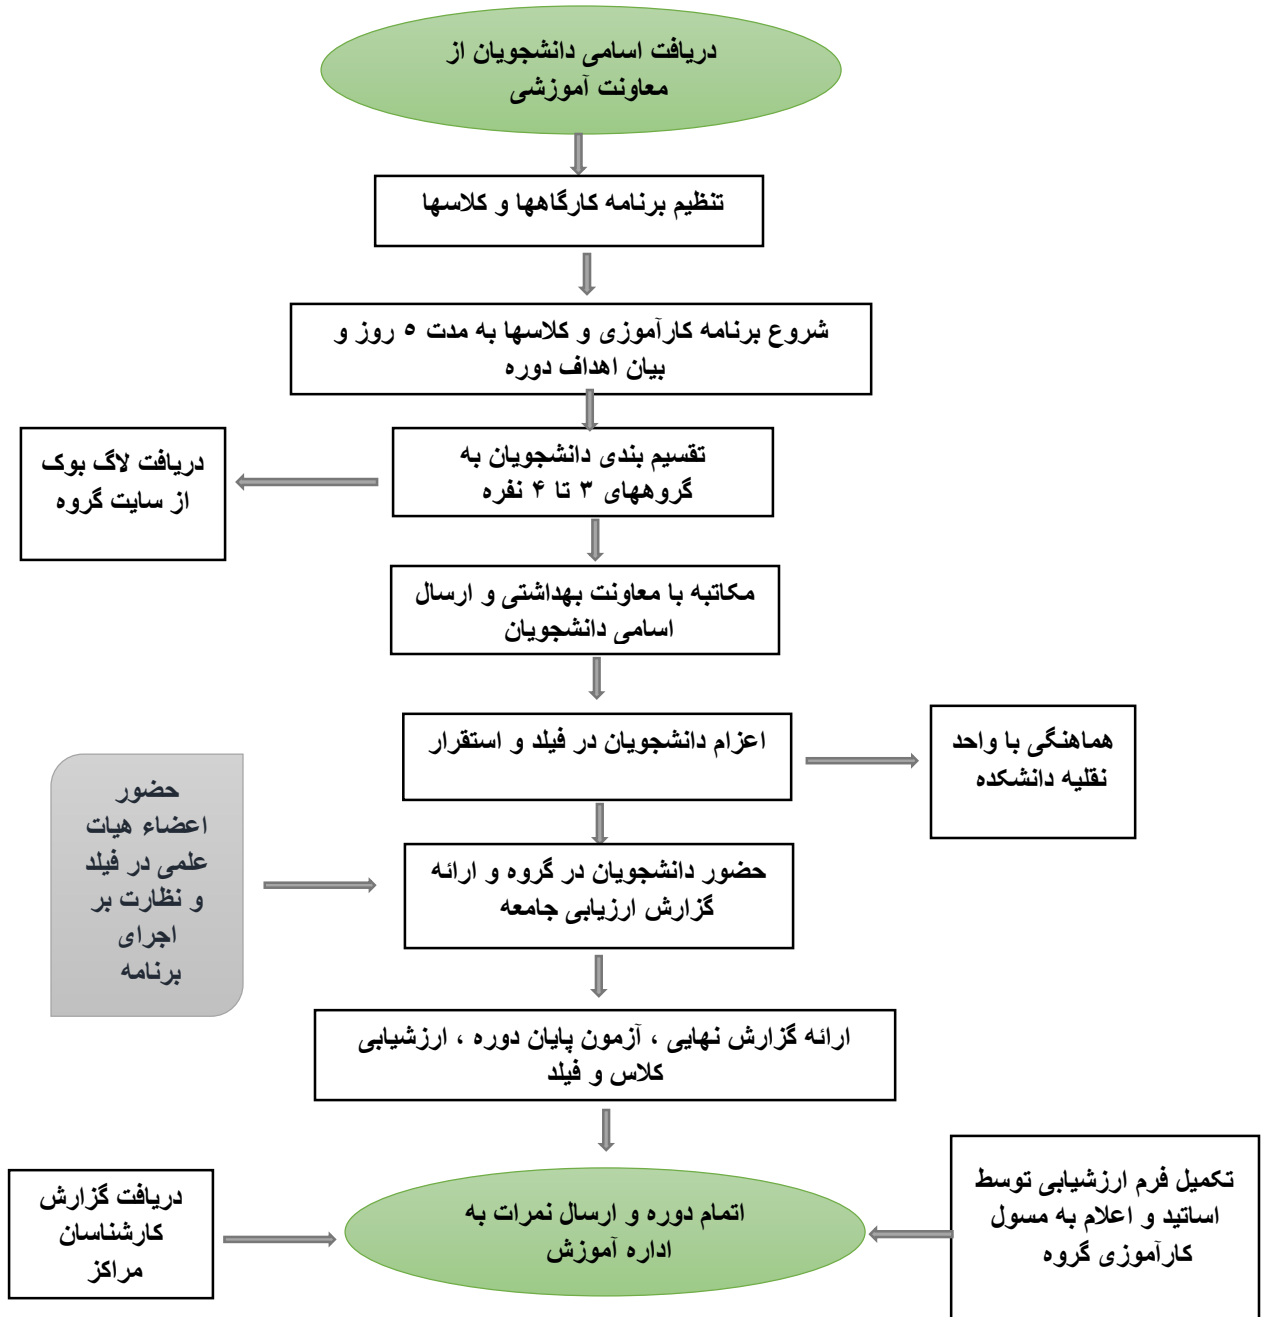 دریافت اسامی دانشجویان از
معاونت آموزشی
تنظیم برنامه کارگاهها و کلاسها
شروع برنامه کارآموزی و کلاسها به مدت ۵ روز و
بیان اهداف دوره
تقسیم بندی دانشجویان به
گروههای ۳ تا ۴ نفره
دریافت لاگ بوک
از سایت گروه
مکاتبه با معاونت بهداشتی و ارسال
اسامی دانشجویان
اعزام دانشجویان در فیلد و استقرار
هماهنگی با واحد
نقلیه دانشکده
حضور
اعضاء هیات
علمی در فیلد
و نظارت بر
اجرای
برنامه
حضور دانشجویان در گروه و ارائه
گزارش ارزیابی جامعه
ارائه گزارش نهایی ، آزمون پایان دوره ، ارزشیابی
کلاس و فیلد
تکمیل فرم ارزشیابی توسط
اساتید و اعلام به مسول
کارآموزی گروه
اتمام دوره و ارسال نمرات به
اداره آموزش
دریافت گزارش
کارشناسان
مراکز